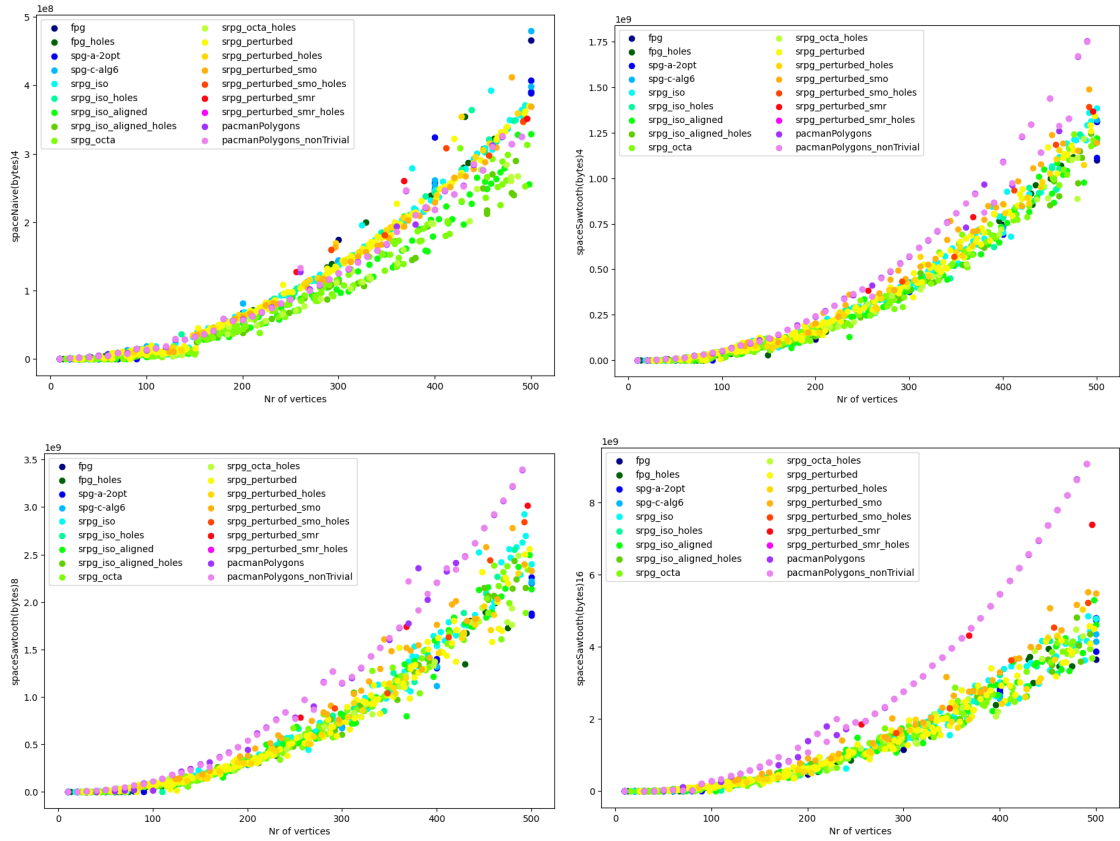 1e8
fpg
fpg_holes
spg-a-2opt
spg-c-alg6
srpg_iso
srpg_iso_holes
srpg_iso_aligned
srpg_iso_aligned_holes
srpg_octa
srpg_octa_holes
srpg_perturbed
srpg_perturbed_holes
srpg_perturbed_smo
srpg_perturbed_smo_holes
srpg_perturbed_smr
srpg_perturbed_smr_holes
pacmanPolygons
pacmanPolygons_nonTrivial
spaceNaive(bytes)4
5
4
3
2
1
0
0 100 200 300 400 500
Nr of vertices
1e9
fpg
fpg_holes
spg-a-2opt
spg-c-alg6
srpg_iso
srpg_iso_holes
srpg_iso_aligned
srpg_iso_aligned_holes
srpg_octa
srpg_octa_holes
srpg_perturbed
srpg_perturbed_holes
srpg_perturbed_smo
srpg_perturbed_smo_holes
srpg_perturbed_smr
srpg_perturbed_smr_holes
pacmanPolygons
pacmanPolygons_nonTrivial
spaceSawtooth(bytes)4
1.75
1.50
1.25
1.00
0.75
0.50
0.25
0.00
0 100 200 300 400 500
Nr of vertices
1e9
fpg
fpg_holes
spg-a-2opt
spg-c-alg6
srpg_iso
srpg_iso_holes
srpg_iso_aligned
srpg_iso_aligned_holes
srpg_octa
srpg_octa_holes
srpg_perturbed
srpg_perturbed_holes
srpg_perturbed_smo
srpg_perturbed_smo_holes
srpg_perturbed_smr
srpg_perturbed_smr_holes
pacmanPolygons
pacmanPolygons_nonTrivial
spaceSawtooth(bytes)8
3.5
3.0
2.5
2.0
1.5
1.0
0.5
0.0
0 100 200 300 400 500
Nr of vertices
1e9
fpg
fpg_holes
spg-a-2opt
spg-c-alg6
srpg_iso
srpg_iso_holes
srpg_iso_aligned
srpg_iso_aligned_holes
srpg_octa
srpg_octa_holes
srpg_perturbed
srpg_perturbed_holes
srpg_perturbed_smo
srpg_perturbed_smo_holes
srpg_perturbed_smr
srpg_perturbed_smr_holes
pacmanPolygons
pacmanPolygons_nonTrivial
spaceSawtooth(bytes)16
8
6
4
2
0
0 100 200 300 400 500
Nr of vertices